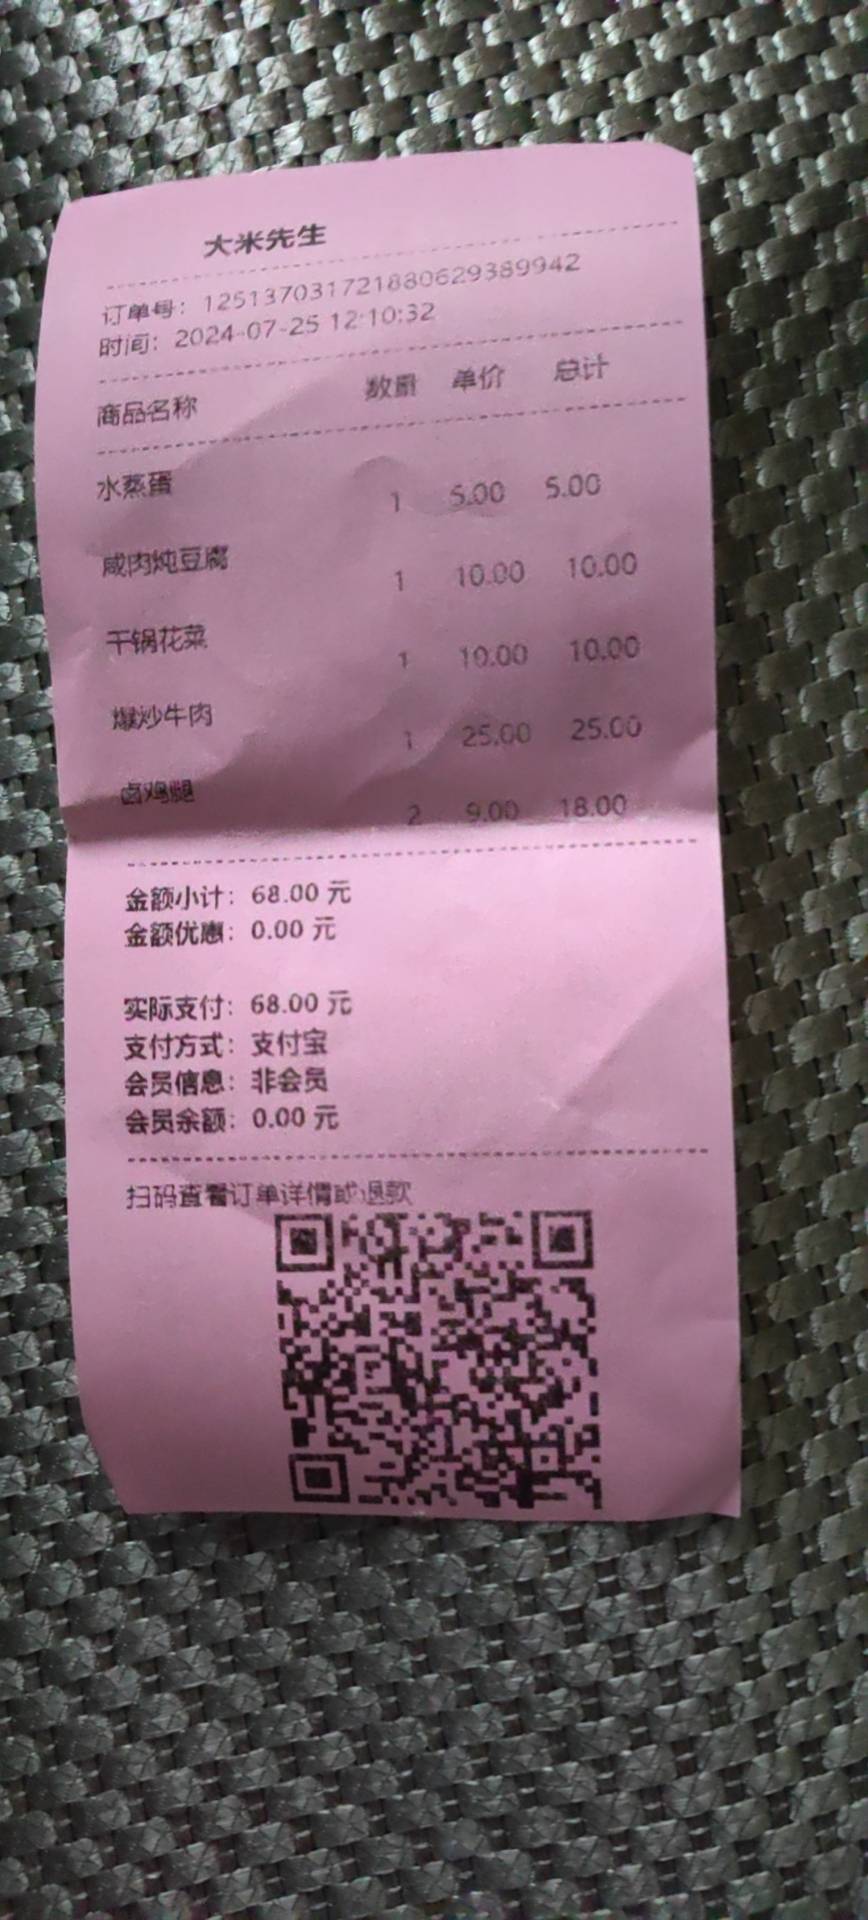 大米先生
订单号：1251370317218806293899​42
时间：2024-07-25 12:10:32
商品名称 数量 单价 总计
水蒸蛋 1 5.00 5.00
咸肉炖豆腐 1 10.00 10.00
干锅花菜 1 10.00 10.00
爆炒牛肉 1 25.00 25.00
卤鸡腿 2 9.00 18.00
金额小计：68.00 元
金额优惠：0.00 元
实际支付：68.00 元
支付方式：支付宝
会员信息：非会员
会员余额：0.00 元
扫码查看订单详情或退款